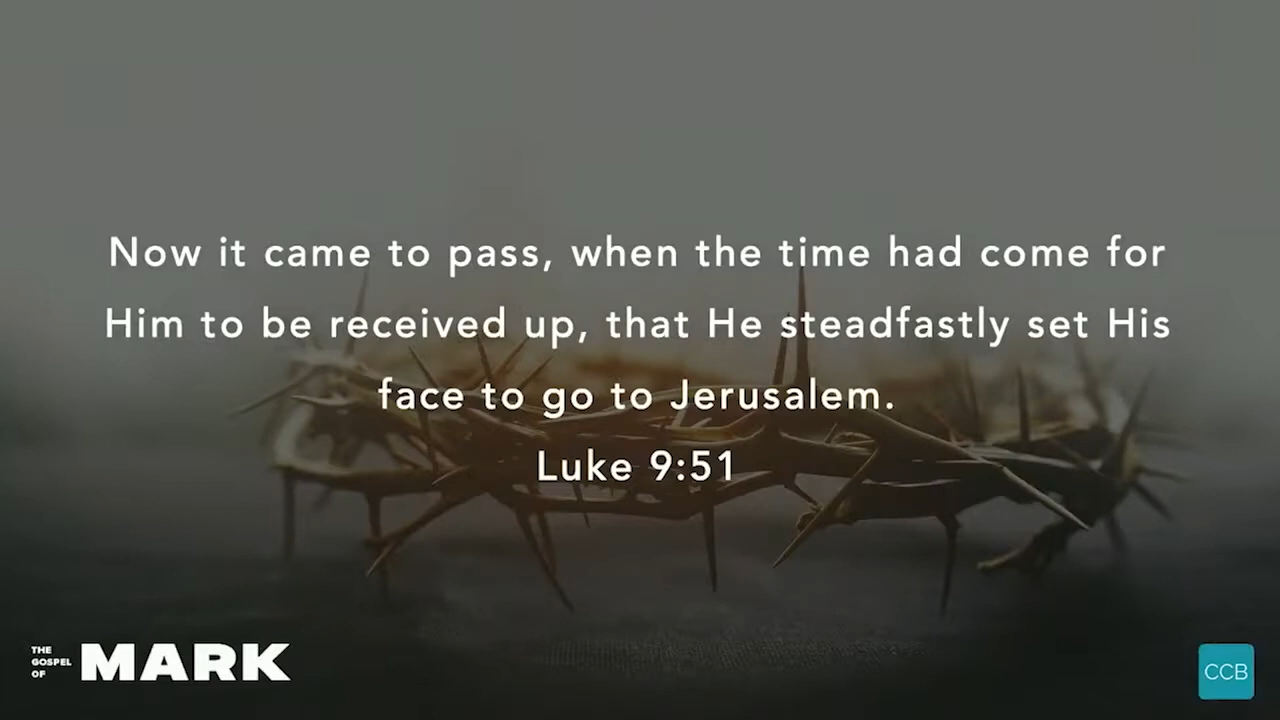 Now it came to pass, when the time had come for
Him to be received up, that He steadfastly set His
face to go to Jerusalem.
Luke 9:51
THE
GOSPEL
OF
MARK
CCB